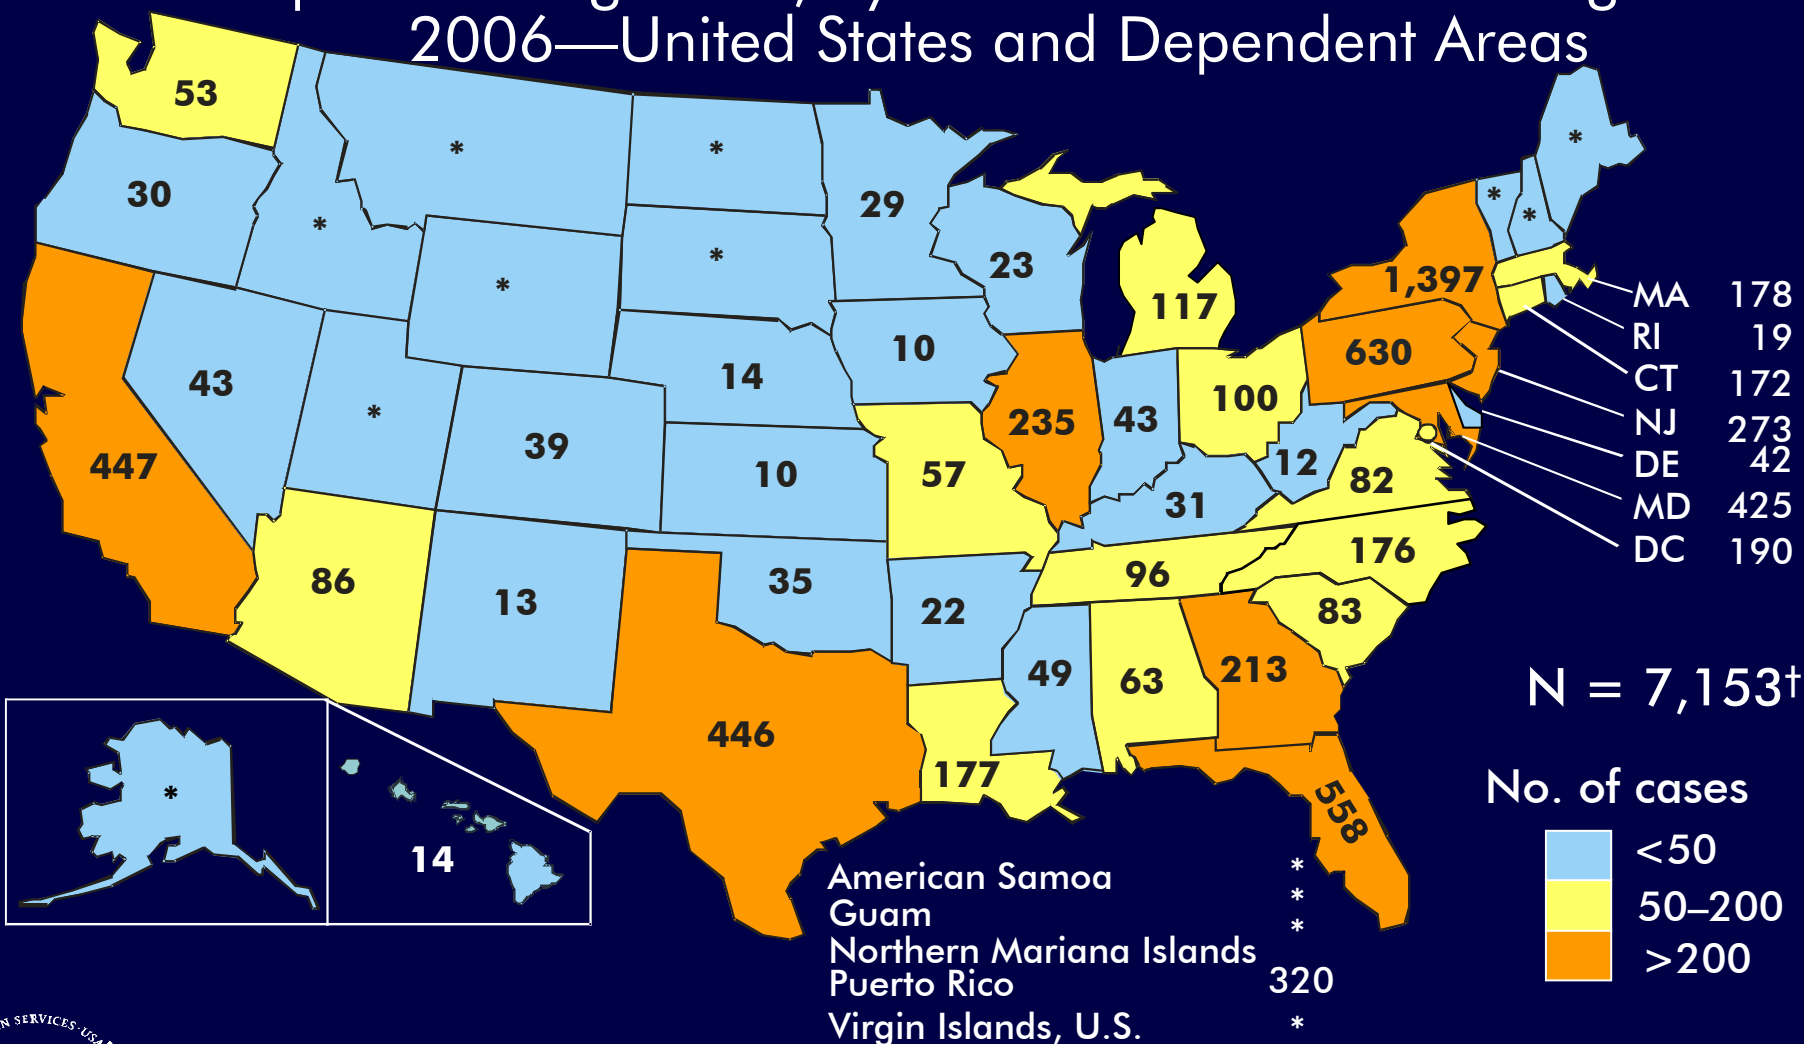 2006—United States and Dependent Areas
53
*
*
*
30
29
*
*
*
*
*
23
1,397
117
MA 178
RI 19
10
630
CT 172
14
43
*
100
NJ 273
235
43
39
DE 42
447
10
57
12
82
MD 425
31
176
DC 190
86
35
96
13
22
83
49
213
63
N = 7,153†
446
177
558
*
14
No. of cases
<50
50–200
>200
American Samoa *
Guam *
Northern Mariana Islands *
Puerto Rico 320
Virgin Islands, U.S. *
N SERVICES·USA